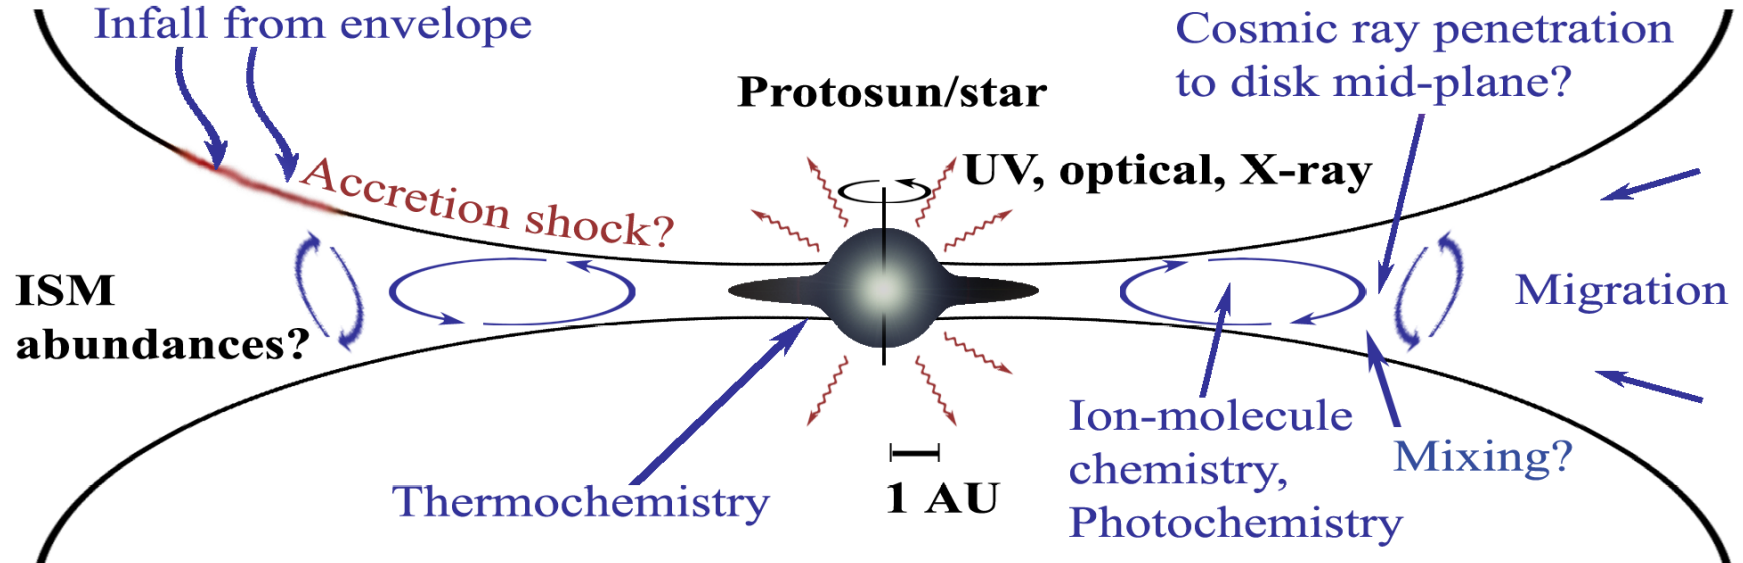 Infall from envelope
Cosmic ray penetration
to disk mid-plane?
Protosun/star
UV, optical, X-ray
Accretion shock?
ISM
abundances?
Migration
Ion-molecule
chemistry,
Photochemistry
Mixing?
Thermochemistry
1 AU